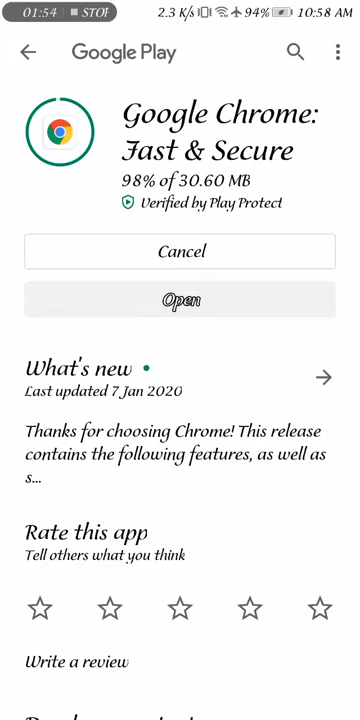 01:54 STOP 2.3 K/s 94% 10:58 AM
Google Play
Google Chrome:
Fast & Secure
98% of 30.60 MB
Verified by Play Protect
Cancel
Open
What's new
Last updated 7 Jan 2020
Thanks for choosing Chrome! This release
contains the following features, as well as
s...
Rate this app
Tell others what you think
Write a review